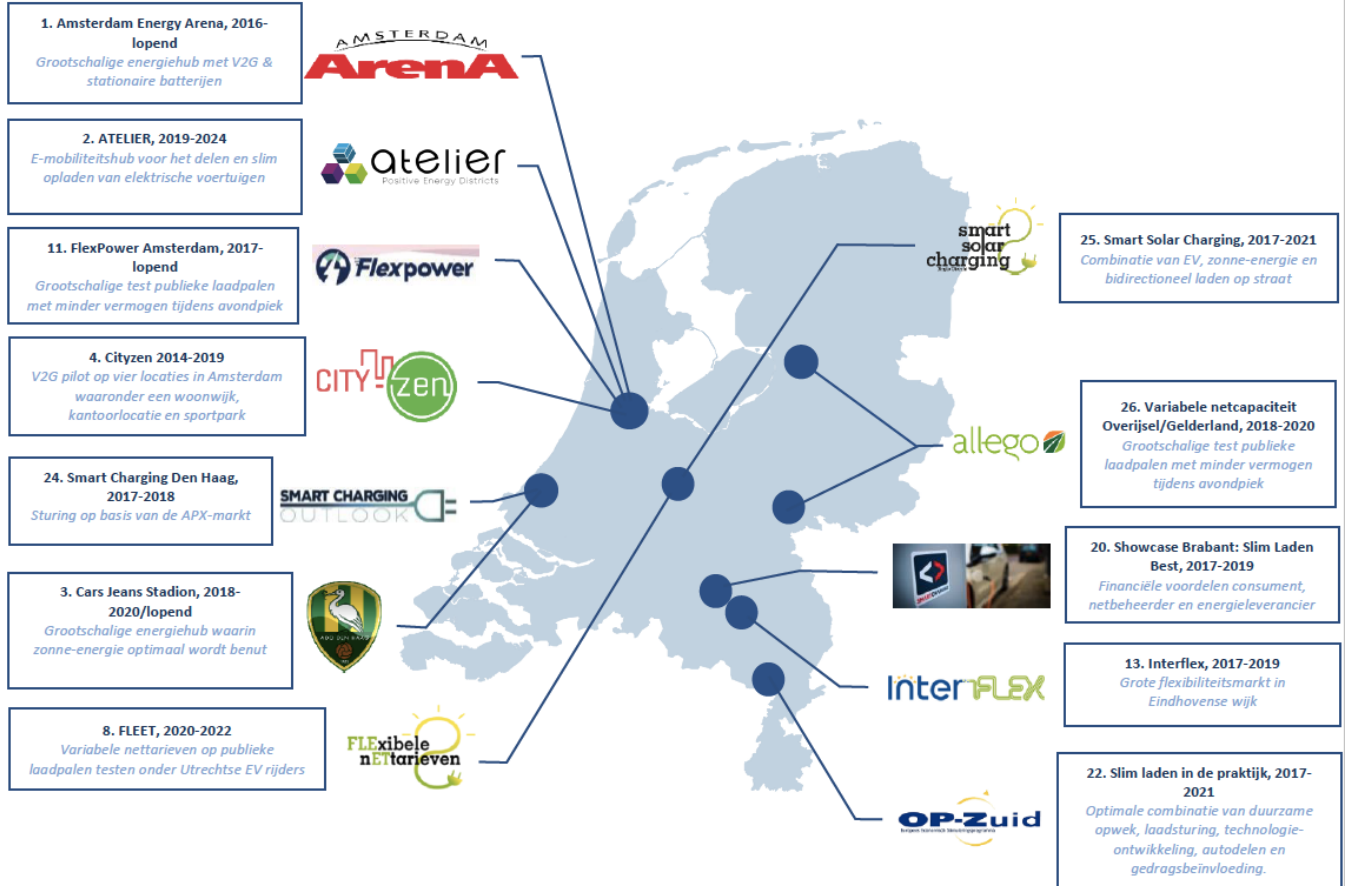 1. Amsterdam Energy Arena, 2016-
lopend
Grootschalige energiehub met V2G &
stationaire batterijen
AMSTERDAM
ArenA
2. ATELIER, 2019-2024
E-mobiliteitshub voor het delen en slim
opladen van elektrische voertuigen
atelier
Positive Energy Districts
11. FlexPower Amsterdam, 2017-
lopend
Grootschalige test publieke laadpalen
met minder vermogen tijdens avondpiek
Flexpower
4. Cityzen 2014-2019
V2G pilot op vier locaties in Amsterdam
waaronder een woonwijk,
kantoorlocatie en sportpark
CITY
zen
24. Smart Charging Den Haag,
2017-2018
Sturing op basis van de APX-markt
SMART CHARGING
OUTLOOK
3. Cars Jeans Stadion, 2018-
2020/lopend
Grootschalige energiehub waarin
zonne-energie optimaal wordt benut
ADO DEN HAAG
8. FLEET, 2020-2022
Variabele nettarieven op publieke
laadpalen testen onder Utrechtse EV rijders
FLExibele
nETtarieven
smart
solar
charging
25. Smart Solar Charging, 2017-2021
Combinatie van EV, zonne-energie en
bidirectioneel laden op straat
allego
26. Variabele netcapaciteit
Overijsel/Gelderland, 2018-2020
Grootschalige test publieke
laadpalen met minder vermogen
tijdens avondpiek
20. Showcase Brabant: Slim Laden
Best, 2017-2019
Financiële voordelen consument,
netbeheerder en energieleverancier
InterFLEX
13. Interflex, 2017-2019
Grote flexibiliteitsmarkt in
Eindhovense wijk
OP-Zuid
22. Slim laden in de praktijk, 2017-
2021
Optimale combinatie van duurzame
opwek, laadsturing, technologie-
ontwikkeling, autodelen en
gedragsbeïnvloeding.